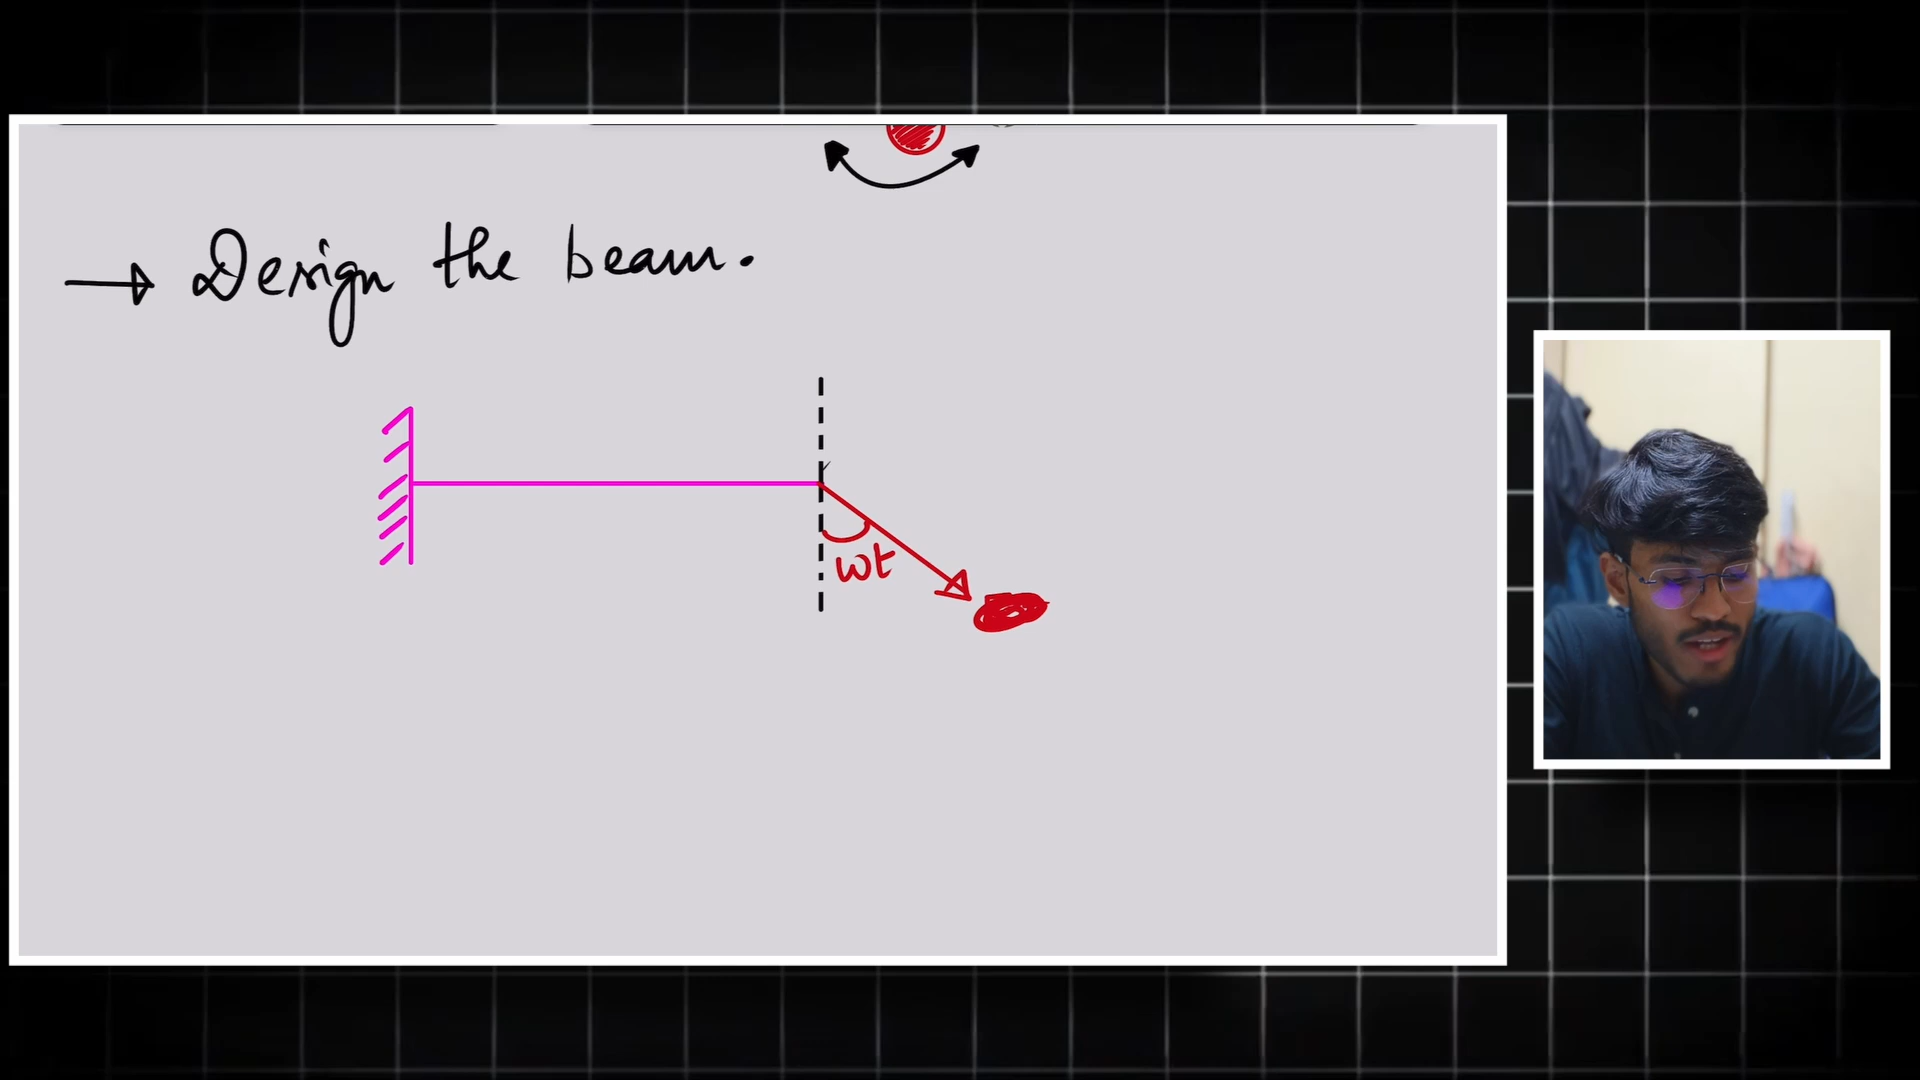 → Design the beam.
ωt